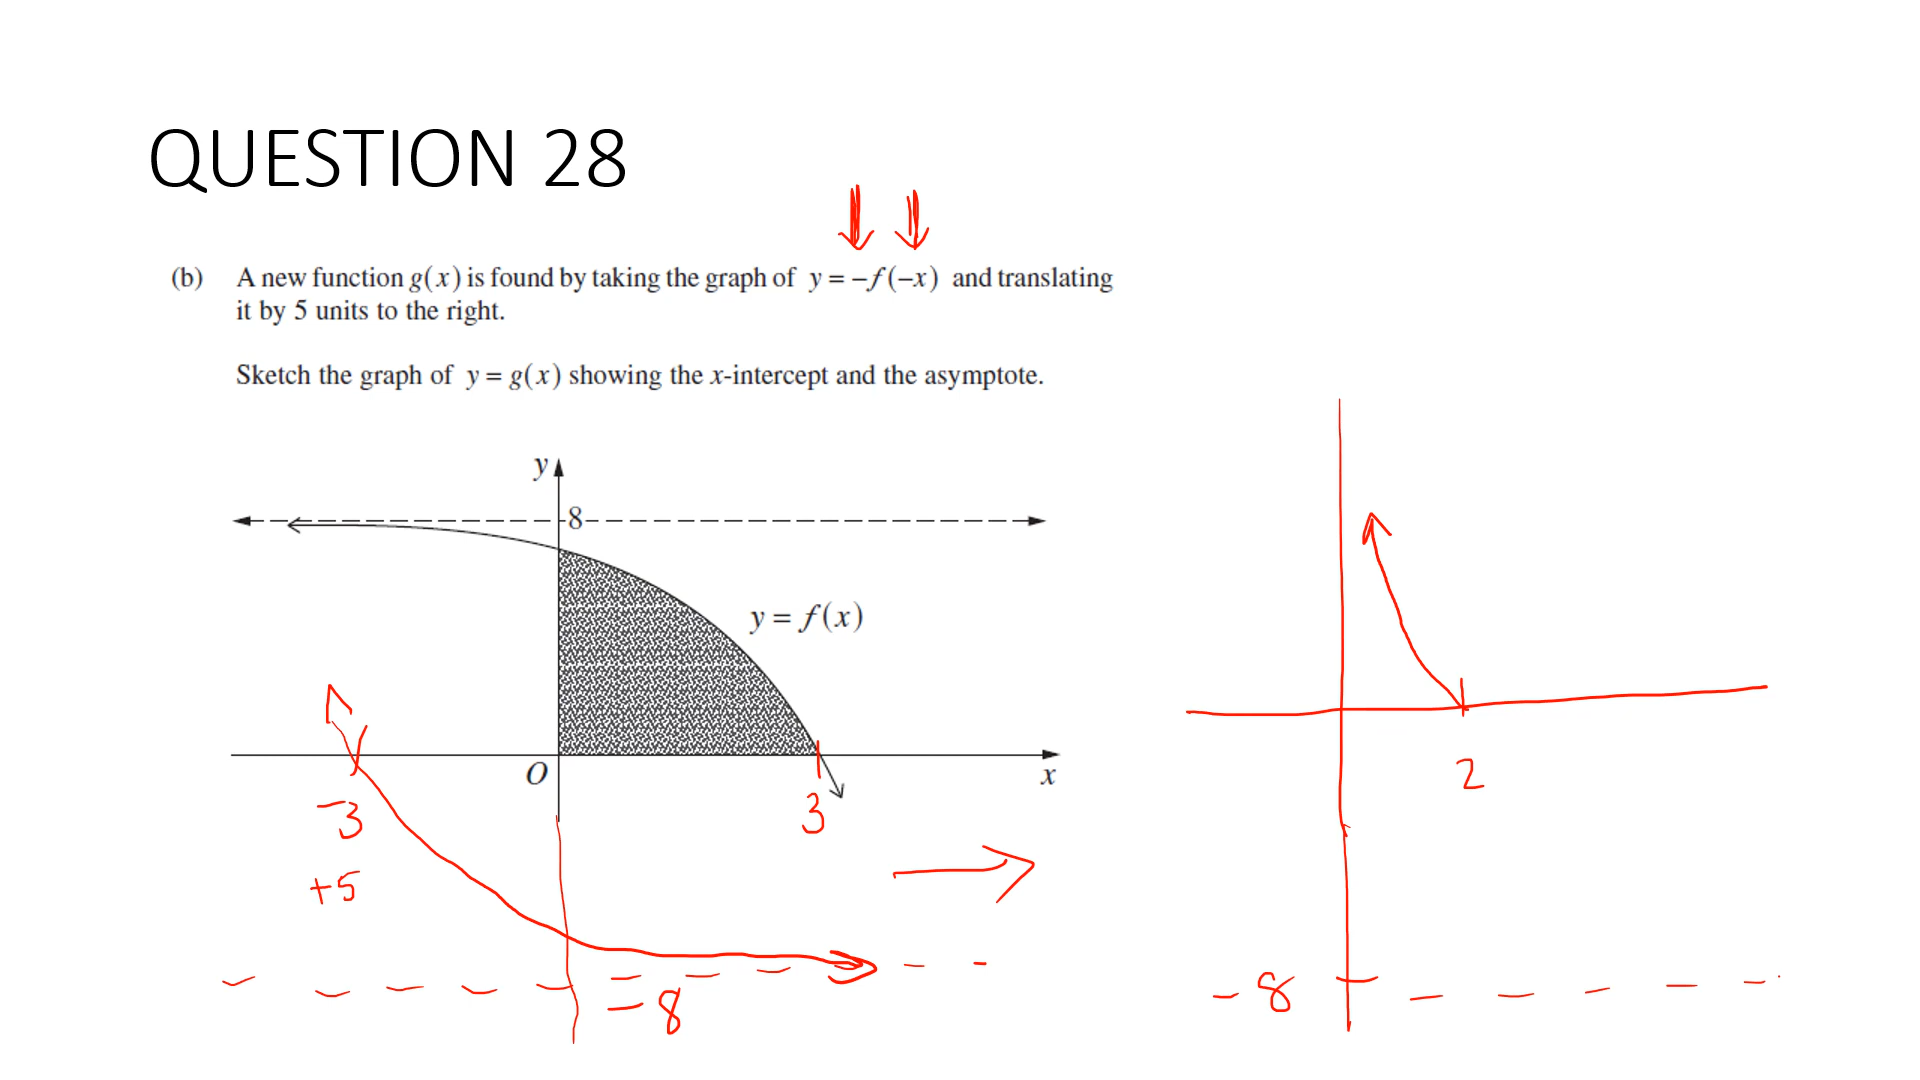 QUESTION 28
(b) A new function g(x) is found by taking the graph of y = −f(−x) and translating
it by 5 units to the right.
Sketch the graph of y = g(x) showing the x-intercept and the asymptote.
y
8
y = f(x)
O
x
-3
3
+5
-8
2
-8